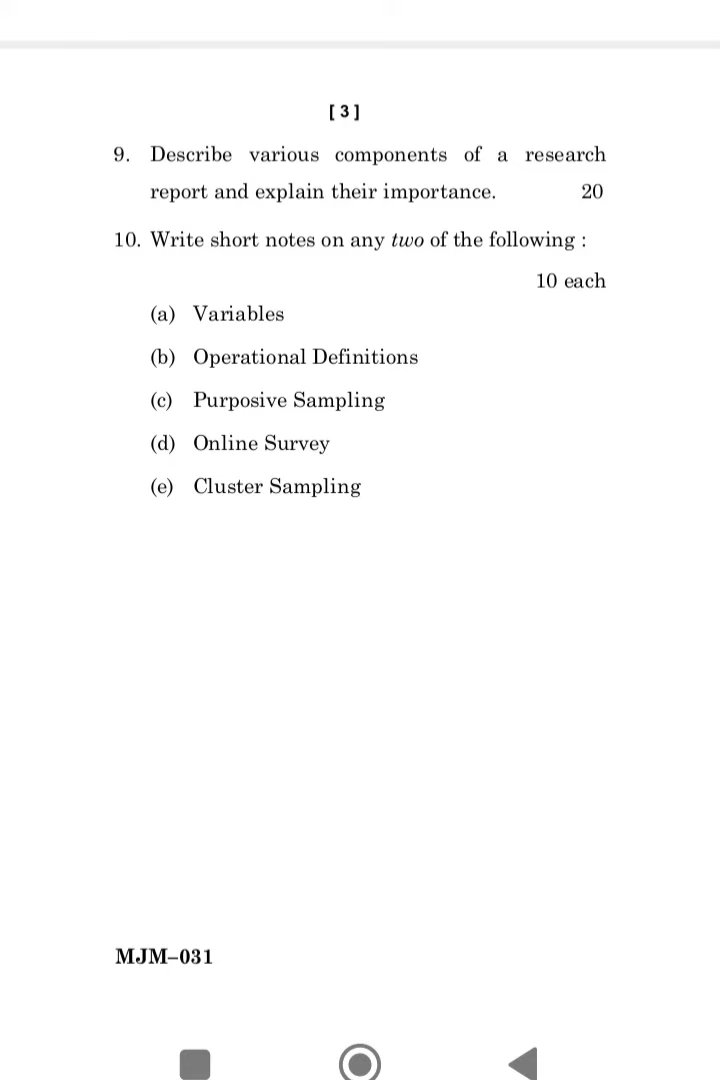 [ 3 ]
9. Describe various components of a research
report and explain their importance. 20
10. Write short notes on any two of the following :
10 each
(a) Variables
(b) Operational Definitions
(c) Purposive Sampling
(d) Online Survey
(e) Cluster Sampling
MJM–031